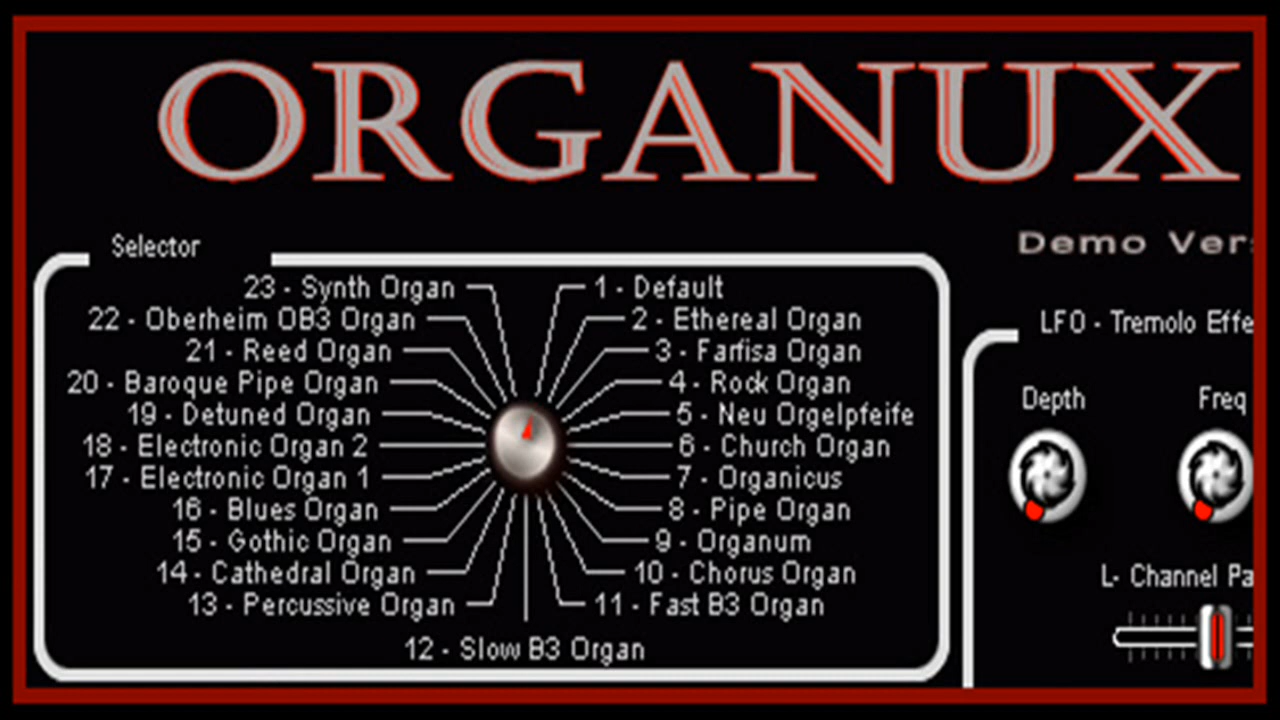 ORGANUX
Demo Ver
Selector
23 - Synth Organ
22 - Oberheim OB3 Organ
21 - Reed Organ
20 - Baroque Pipe Organ
19 - Detuned Organ
18 - Electronic Organ 2
17 - Electronic Organ 1
16 - Blues Organ
15 - Gothic Organ
14 - Cathedral Organ
13 - Percussive Organ
12 - Slow B3 Organ
1 - Default
2 - Ethereal Organ
3 - Farfisa Organ
4 - Rock Organ
5 - Neu Orgelpfeife
6 - Church Organ
7 - Organicus
8 - Pipe Organ
9 - Organum
10 - Chorus Organ
11 - Fast B3 Organ
LFO - Tremolo Effe
Depth
Freq
L- Channel Pa